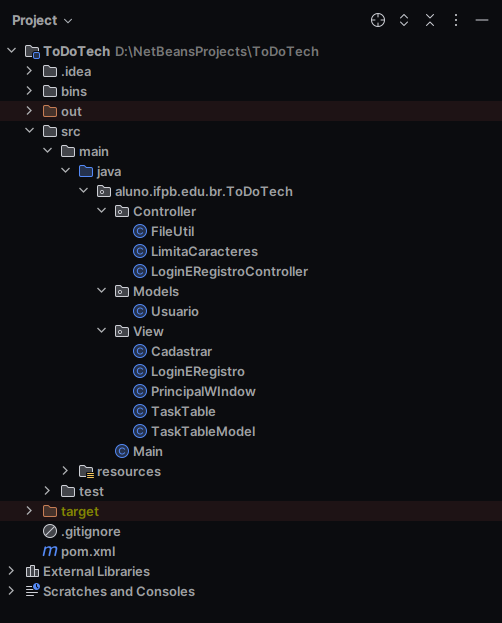 Project
ToDoTech D:\NetBeansProjects\ToDoTech
.idea
bins
out
src
main
java
aluno.ifpb.edu.br.ToDoTech
Controller
FileUtil
LimitaCaracteres
LoginERegistroController
Models
Usuario
View
Cadastrar
LoginERegistro
PrincipalWIndow
TaskTable
TaskTableModel
Main
resources
test
target
.gitignore
pom.xml
External Libraries
Scratches and Consoles